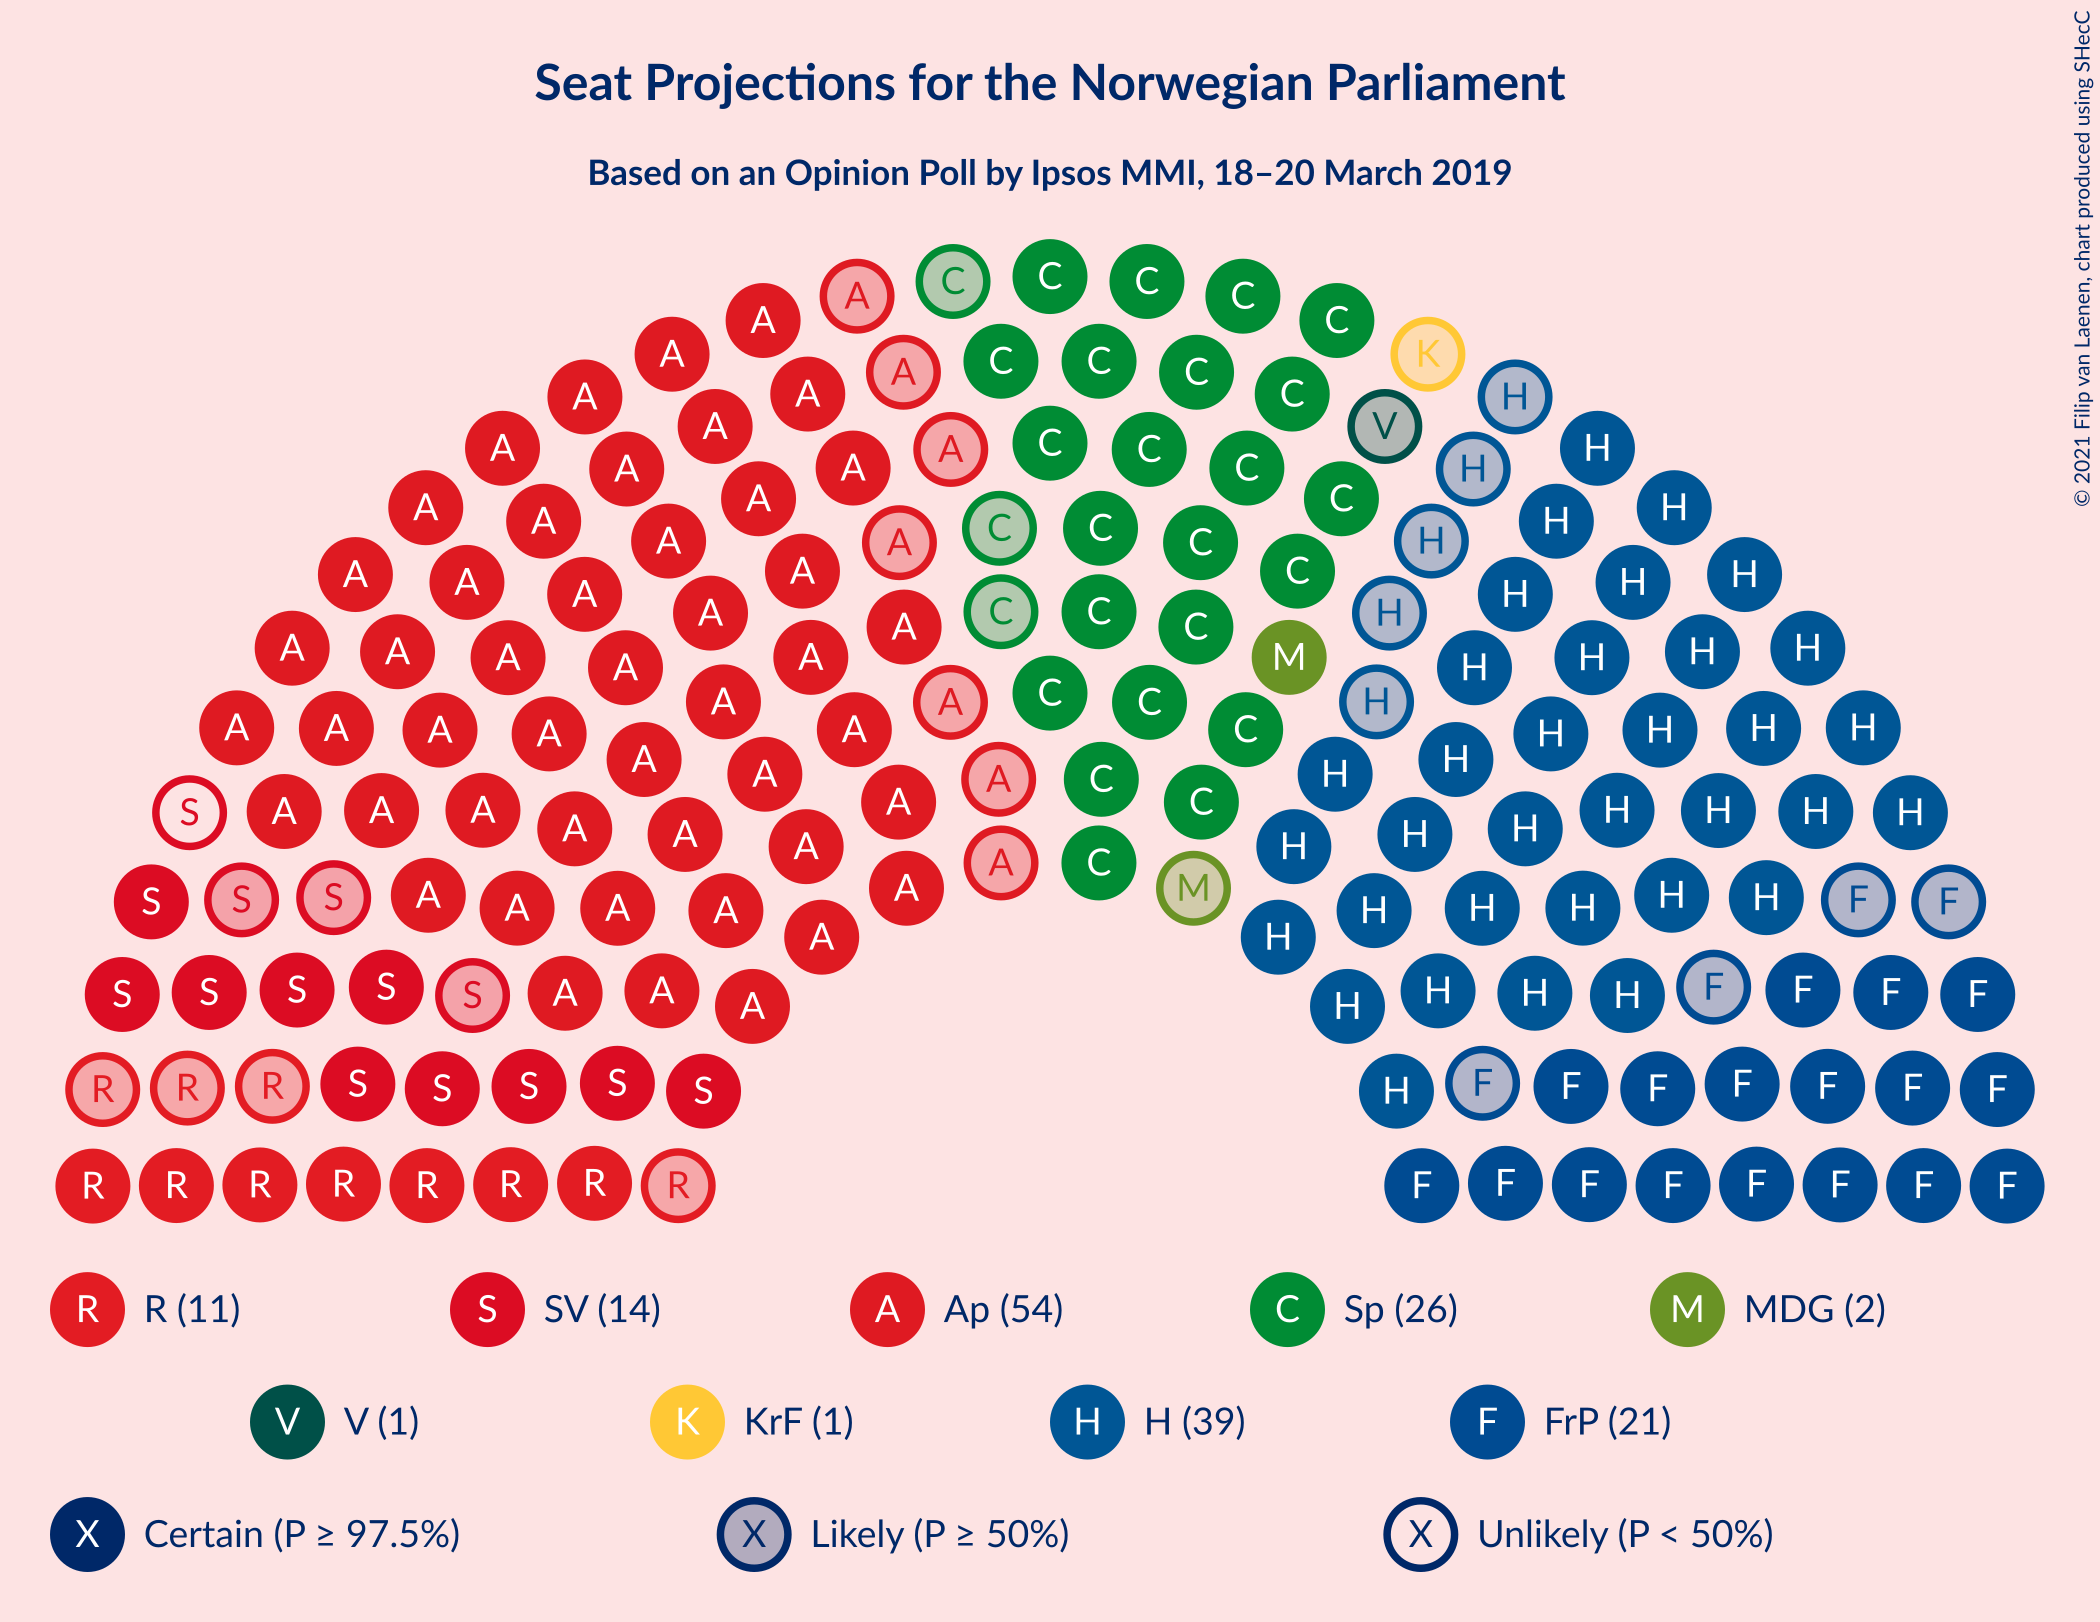 © 2021 Filip van Laenen, chart produced using SHecC
Seat Projections for the Norwegian Parliament
Based on an Opinion Poll by Ipsos MMI, 18–20 March 2019
A C C C C
A C
A A C C C K
A A C H
A V
A A A A C C C H H
A A C H
A A A C C C H H
A A A A C H H H
A A C C C H
A A A A A M H H H H
A A C C H
A A A A A C H H H H
A A A C H H
S A A A A A A C H H H H H H
A A C H
S S S A A A A A M H H H H H F F
A H
S S S S S A A A H H H H F F F F
R R R S S S S S H F F F F F F F
R R R R R R R R F F F F F F F F
R R (11) S SV (14) A Ap (54) C Sp (26) M MDG (2)
V V (1) K KrF (1) H H (39) F FrP (21)
X Certain (P ≥ 97.5%) X Likely (P ≥ 50%) X Unlikely (P < 50%)